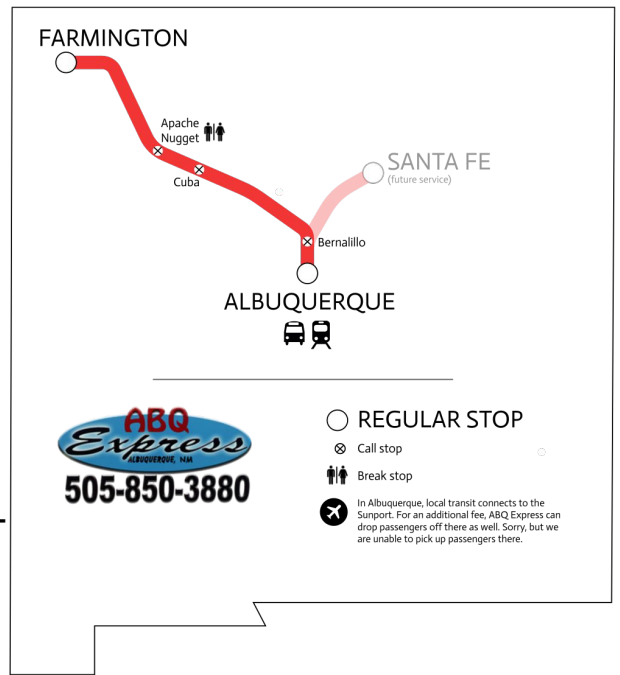 FARMINGTON
Apache
Nugget
Cuba
SANTA FE
(future service)
Bernalillo
ALBUQUERQUE
ABQ
Express
ALBUQUERQUE, N.M.
505-850-3880
REGULAR STOP
Call stop
Break stop
In Albuquerque, local transit connects to the
Sunport. For an additional fee, ABQ Express can
drop passengers off there as well. Sorry, but we
are unable to pick up passengers there.